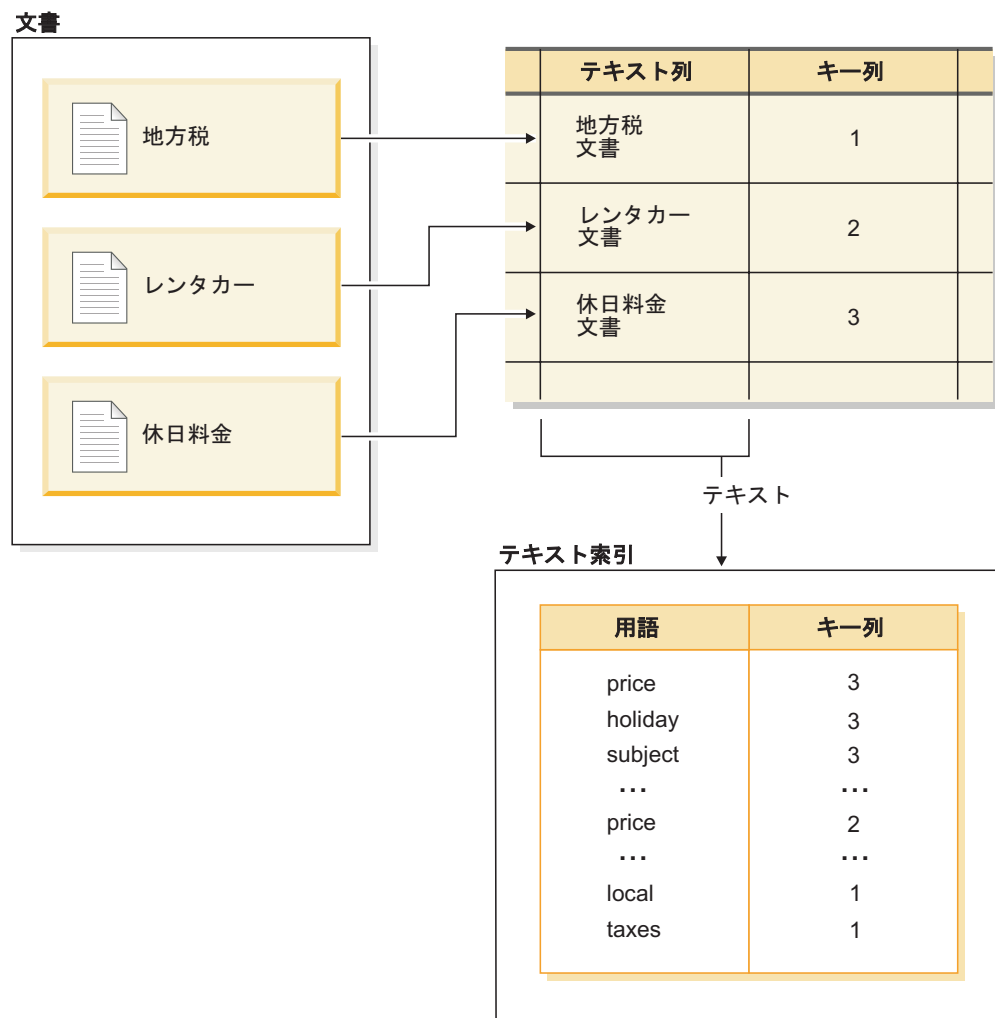 文書
地方税
レンタカー
休日料金
テキスト列 キー列
地方税
文書
1
レンタカー
文書
2
休日料金
文書
3
テキスト
テキスト索引
用語 キー列
price 3
holiday 3
subject 3
... ...
price 2
... ...
local 1
taxes 1